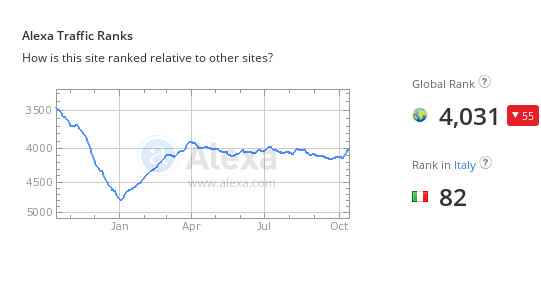 Alexa Traffic Ranks
How is this site ranked relative to other sites?
3500
4000
4500
5000
Jan
Apr
Jul
Oct
a Alexa
www.alexa.com
Global Rank ?
4,031 ▼ 55
Rank in Italy ?
82